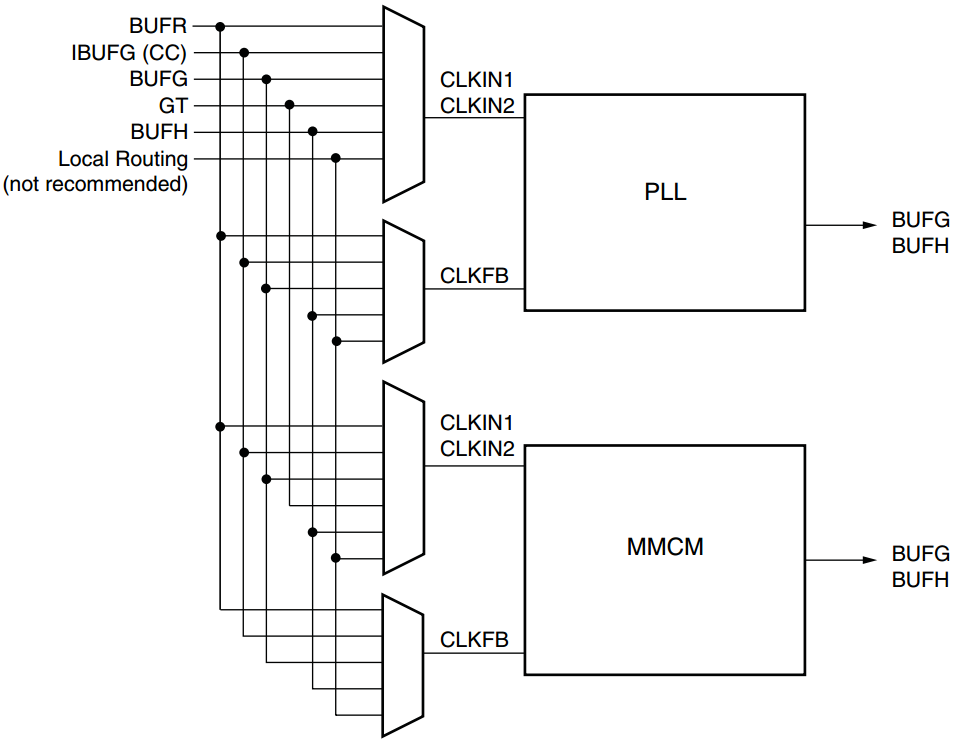 BUFR
IBUFG (CC)
BUFG
GT
BUFH
Local Routing
(not recommended)
CLKIN1
CLKIN2
PLL
BUFG
BUFH
CLKFB
CLKIN1
CLKIN2
MMCM
BUFG
BUFH
CLKFB